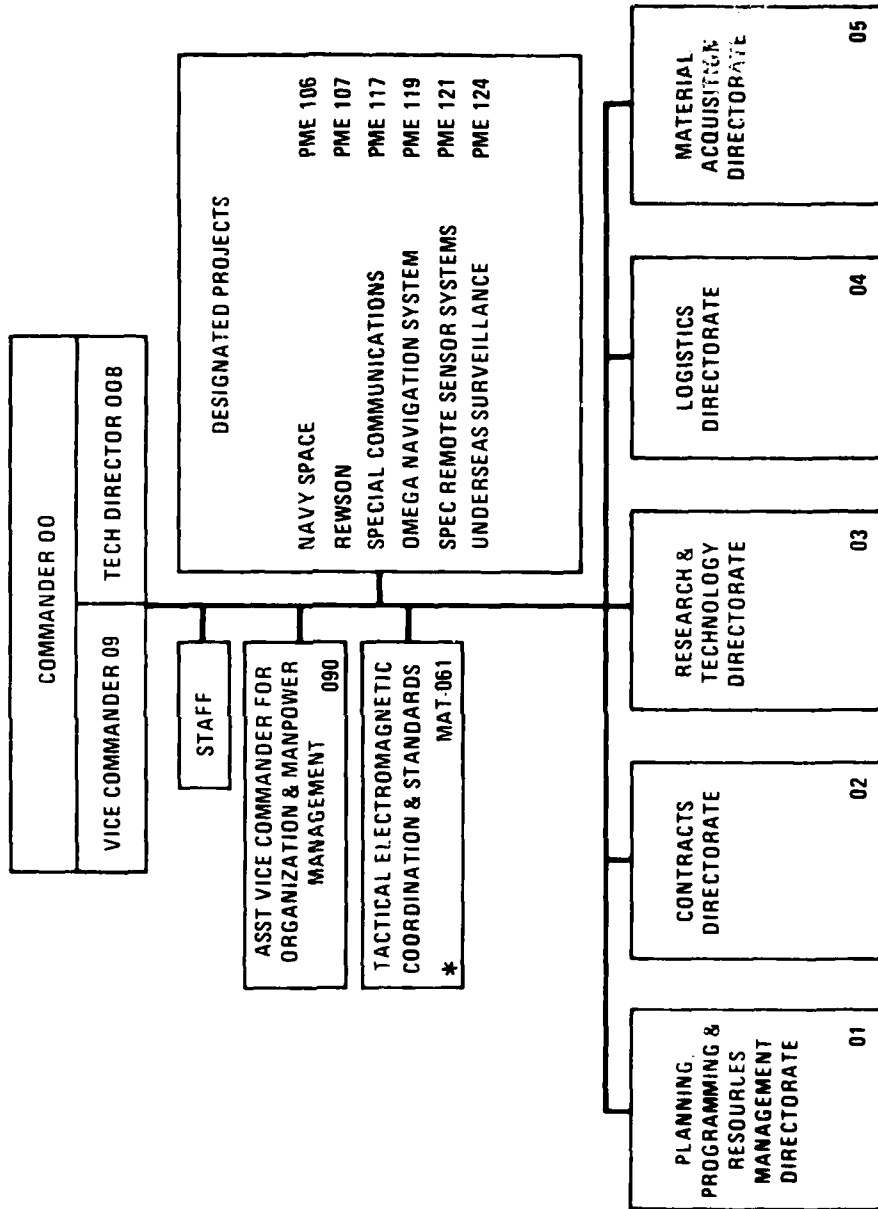 COMMANDER 00
VICE COMMANDER 09
TECH DIRECTOR 008
STAFF
ASST VICE COMMANDER FOR
ORGANIZATION & MANPOWER
MANAGEMENT
090
TACTICAL ELECTROMAGNETIC
COORDINATION & STANDARDS
* MAT-061
DESIGNATED PROJECTS
NAVY SPACE PME 106
REWSON PME 107
SPECIAL COMMUNICATIONS PME 117
OMEGA NAVIGATION SYSTEM PME 119
SPEC REMOTE SENSOR SYSTEMS PME 121
UNDERSEAS SURVEILLANCE PME 124
PLANNING,
PROGRAMMING &
RESOURCES
MANAGEMENT
DIRECTORATE
01
CONTRACTS
DIRECTORATE
02
RESEARCH &
TECHNOLOGY
DIRECTORATE
03
LOGISTICS
DIRECTORATE
04
MATERIAL
ACQUISITION
DIRECTORATE
05